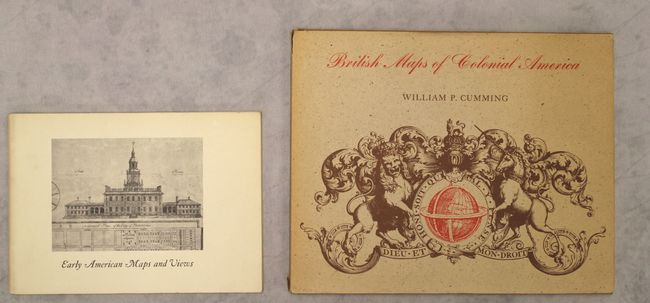 British Maps of Colonial America
WILLIAM P. CUMMING
DIEU·ET
MON·DROIT
Early American Maps and Views